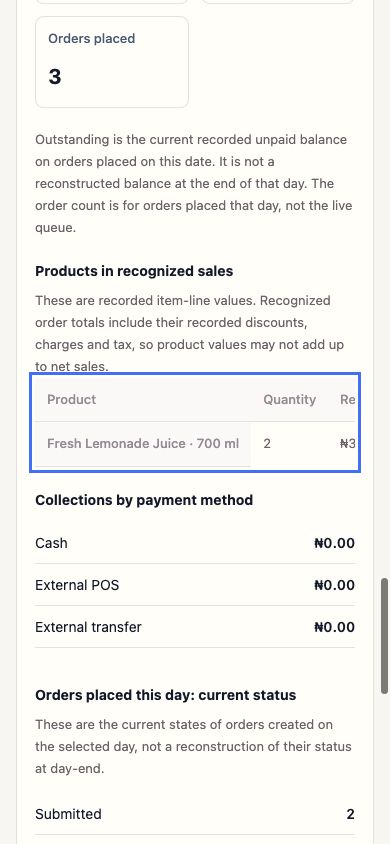 Orders placed
3
Outstanding is the current recorded unpaid balance
on orders placed on this date. It is not a
reconstructed balance at the end of that day. The
order count is for orders placed that day, not the live
queue.
Products in recognized sales
These are recorded item-line values. Recognized
order totals include their recorded discounts,
charges and tax, so product values may not add up
to net sales.
Product Quantity Re
Fresh Lemonade Juice · 700 ml 2 ₦3
Collections by payment method
Cash ₦0.00
External POS ₦0.00
External transfer ₦0.00
Orders placed this day: current status
These are the current states of orders created on
the selected day, not a reconstruction of their status
at day-end.
Submitted 2